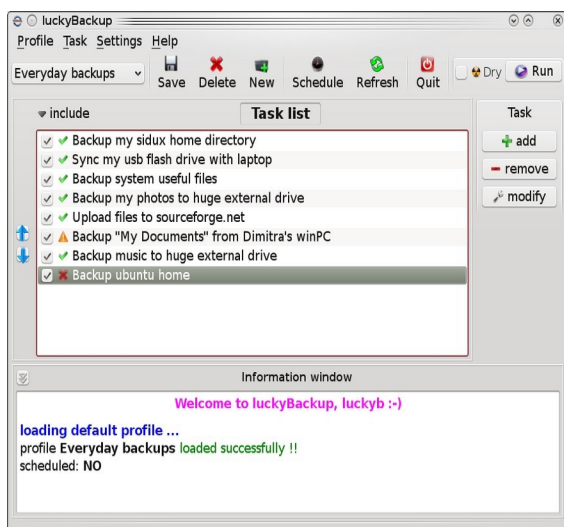 luckyBackup
Profile Task Settings Help
Everyday backups Save Delete New Schedule Refresh Quit Dry Run
include Task list Task
Backup my sidux home directory
Sync my usb flash drive with laptop
Backup system useful files
Backup my photos to huge external drive
Upload files to sourceforge.net
Backup "My Documents" from Dimitra's winPC
Backup music to huge external drive
Backup ubuntu home
add
remove
modify
Information window
Welcome to luckyBackup, luckyb :-)
loading default profile ...
profile Everyday backups loaded successfully !!
scheduled: NO